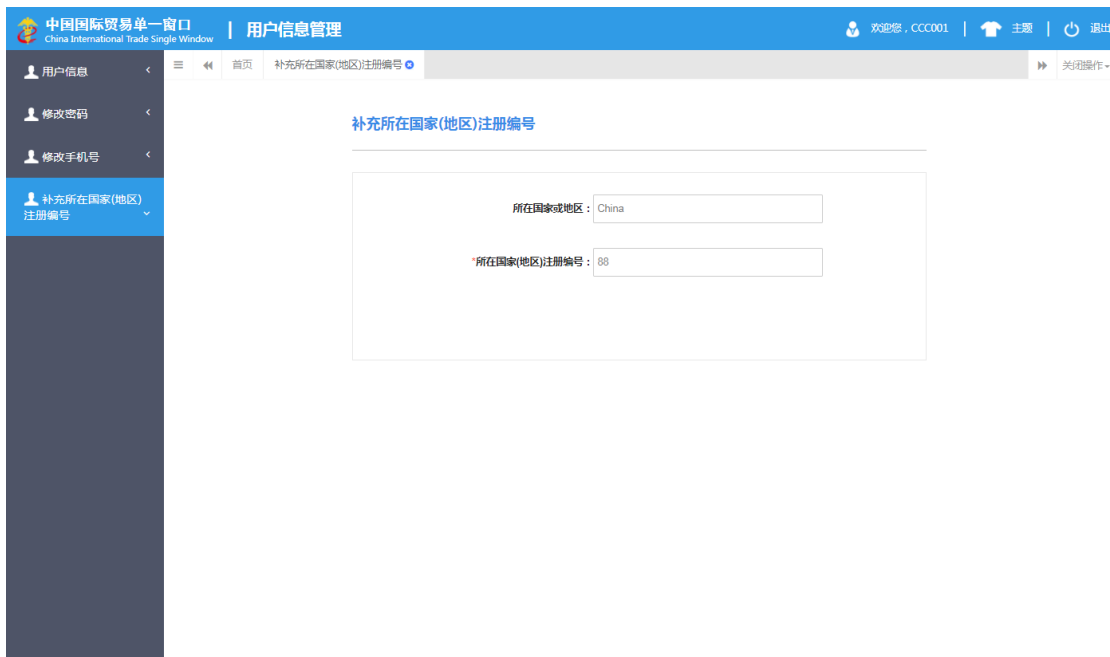 中国国际贸易单一窗口
China International Trade Single Window
用户信息管理
欢迎您，CCC001
主题
退出
用户信息
修改密码
修改手机号
补充所在国家(地区)
注册编号
首页
补充所在国家(地区)注册编号
关闭操作
补充所在国家(地区)注册编号
所在国家或地区：China
*所在国家(地区)注册编号：88